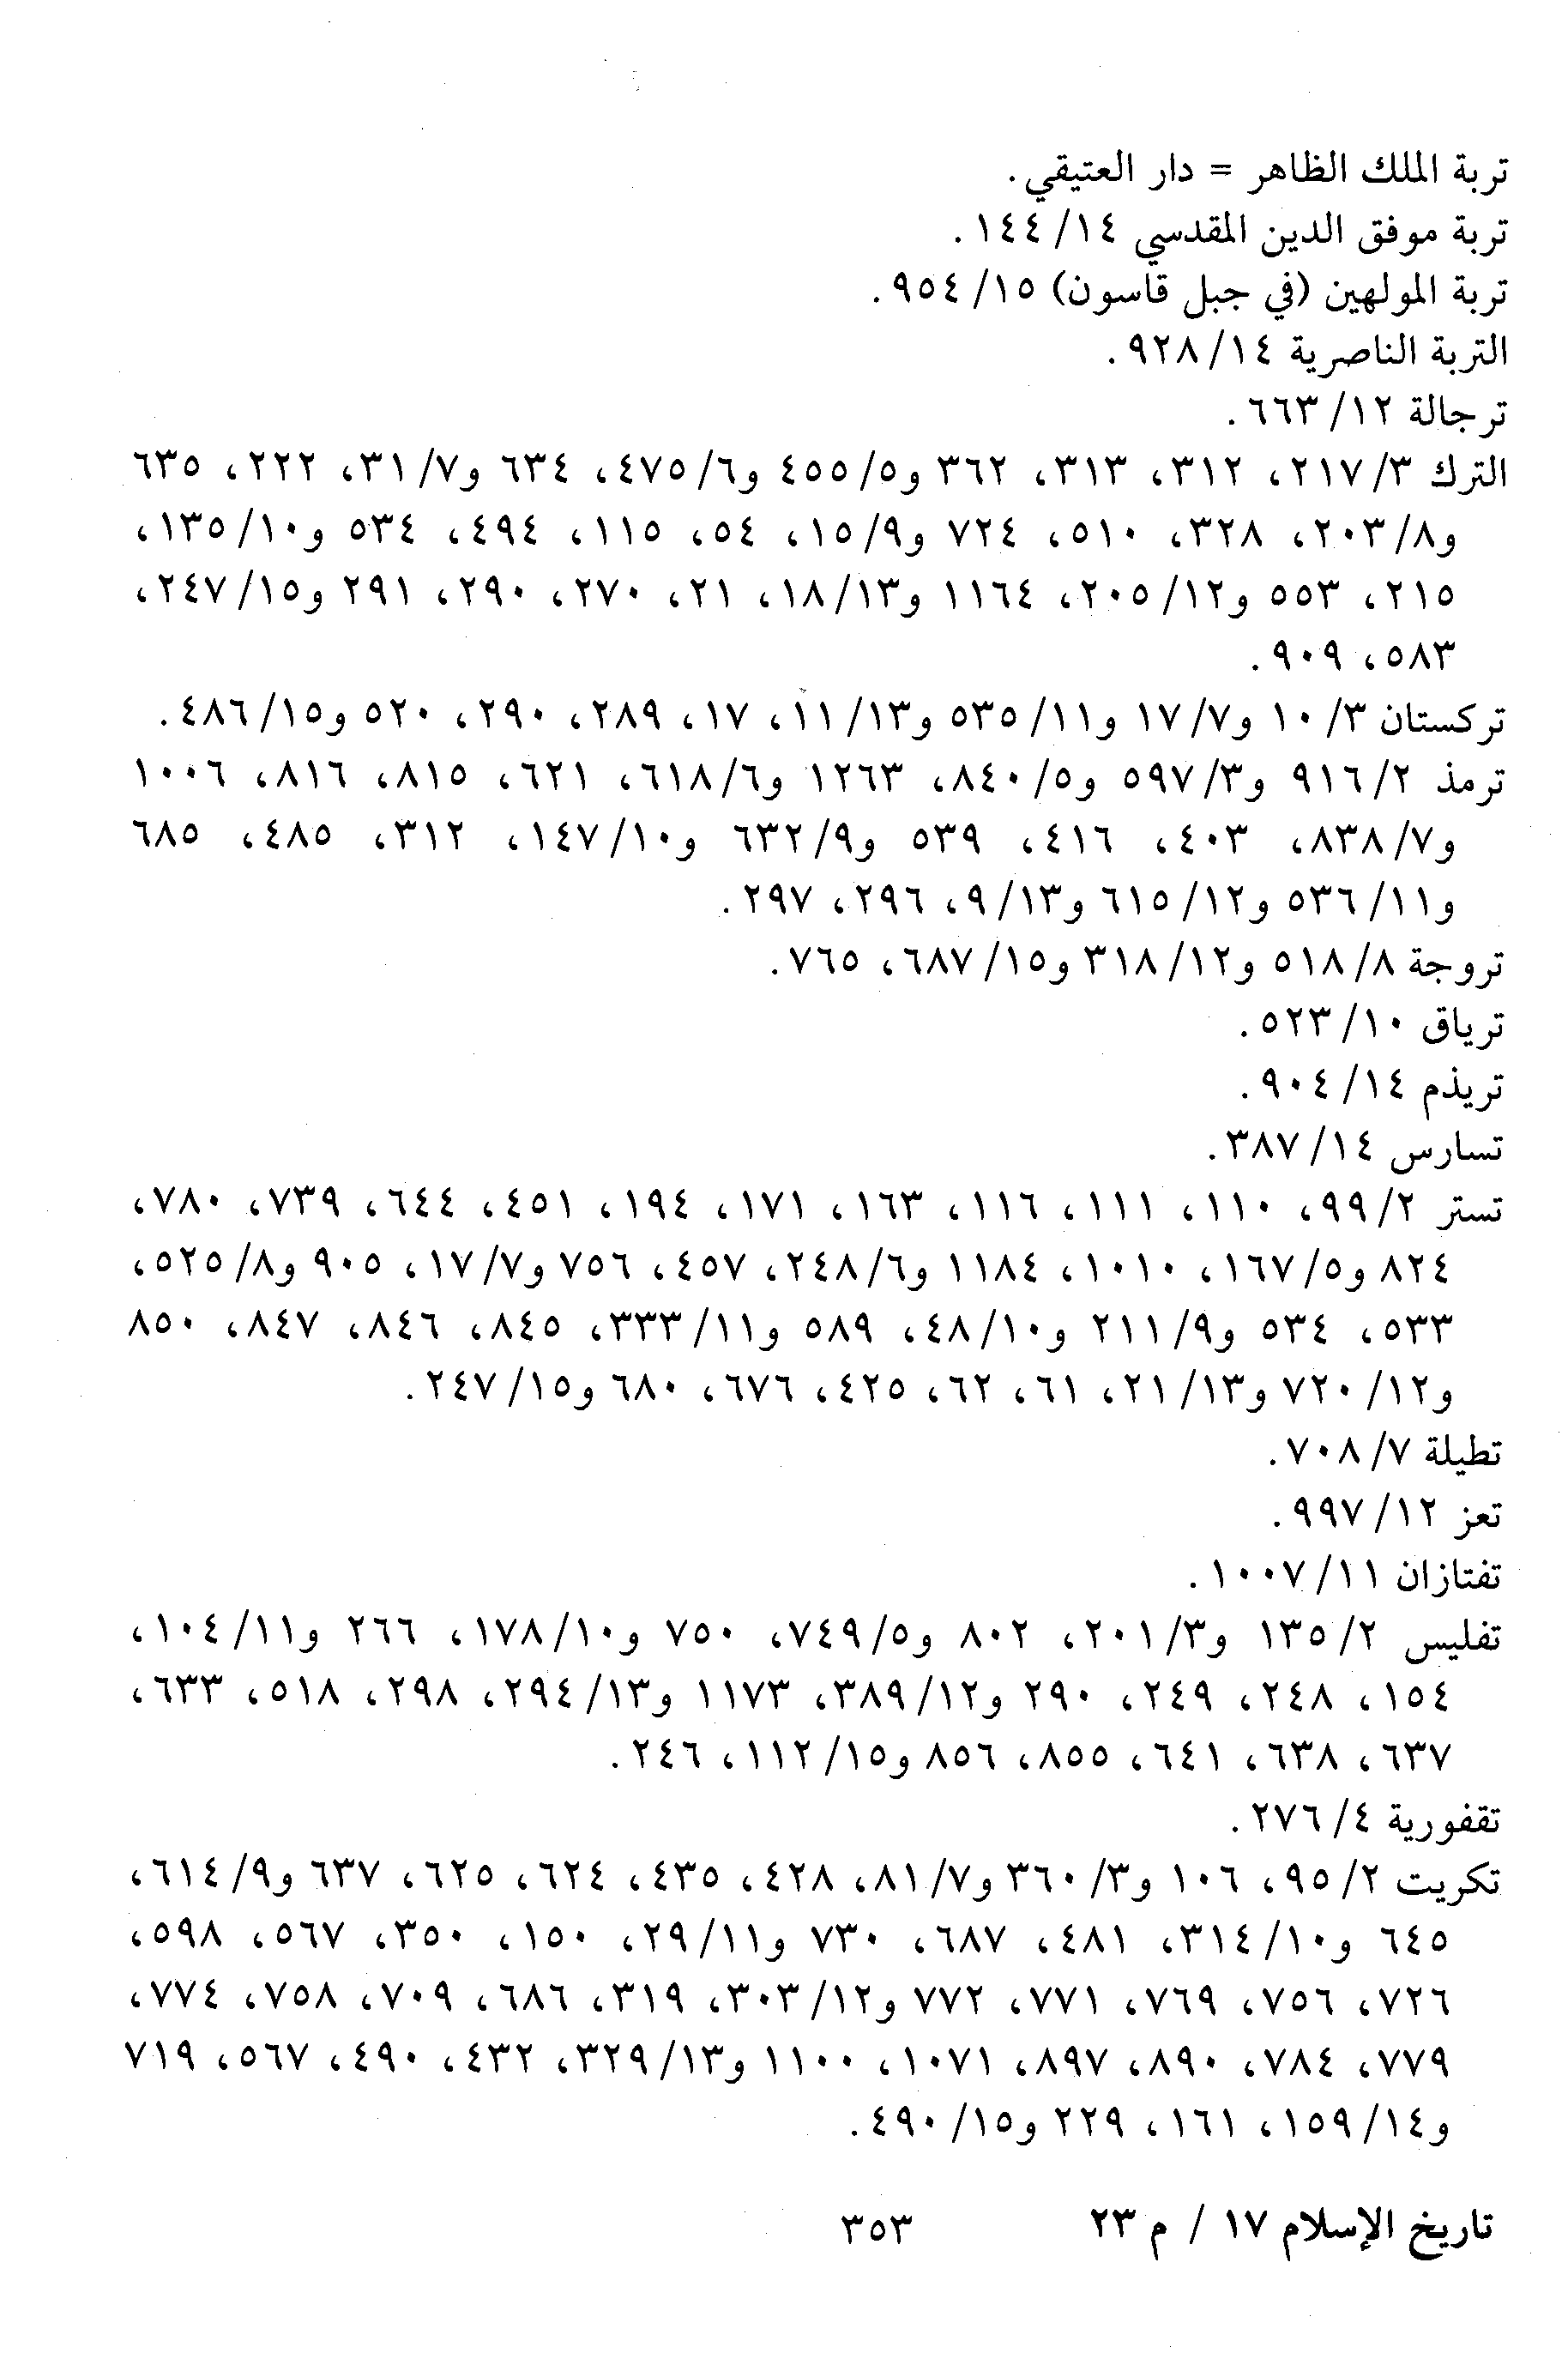 تربة الملك الظاهر = دار العتيقي.
تربة موفق الدين المقدسي ١٤/ ١٤٤.
تربة المولهين (في جبل قاسون) ١٥/ ٩٥٤.
التربة الناصرية ١٤/ ٩٢٨.
ترجالة ١٢/ ٦٦٣.
الترك ٣/ ٢١٧، ٣١٢، ٣١٣، ٣٦٢ و٥/ ٤٥٥ و٦/ ٤٧٥، ٦٣٤ و٧/ ٣١، ٢٢٢، ٦٣٥
و٨/ ٢٠٣، ٣٢٨، ٥١٠، ٧٢٤ و٩/ ١٥، ٥٤، ١١٥، ٤٩٤، ٥٣٤ و١٠/ ١٣٥،
٢١٥، ٥٥٣ و١٢/ ٢٠٥، ١١٦٤ و١٣/ ١٨، ٢١، ٢٧٠، ٢٩٠، ٢٩١ و١٥/ ٢٤٧،
٥٨٣، ٩٠٩.
تركستان ٣/ ١٠ و٧/ ١٧ و١١/ ٥٣٥ و١٣/ ١١، ١٧، ٢٨٩، ٢٩٠، ٥٢٠ و١٥/ ٤٨٦.
ترمذ ٢/ ٩١٦ و٣/ ٥٩٧ و٥/ ٨٤٠، ١٢٦٣ و٦/ ٦١٨، ٦٢١، ٨١٥، ٨١٦، ١٠٠٦
و٧/ ٨٣٨، ٤٠٣، ٤١٦، ٥٣٩ و٩/ ٦٣٢ و١٠/ ١٤٧، ٣١٢، ٤٨٥، ٦٨٥
و١١/ ٥٣٦ و١٢/ ٦١٥ و١٣/ ٩، ٢٩٦، ٢٩٧.
تروجة ٨/ ٥١٨ و١٢/ ٣١٨ و١٥/ ٦٨٧، ٧٦٥.
ترياق ١٠/ ٥٢٣.
تريذم ١٤/ ٩٠٤.
تسارس ١٤/ ٣٨٧.
تستر ٢/ ٩٩، ١١٠، ١١١، ١١٦، ١٦٣، ١٧١، ١٩٤، ٤٥١، ٦٤٤، ٧٣٩، ٧٨٠،
٨٢٤ و٥/ ١٦٧، ١٠١٠، ١١٨٤ و٦/ ٢٤٨، ٤٥٧، ٧٥٦ و٧/ ١٧، ٩٠٥ و٨/ ٥٢٥،
٥٣٣، ٥٣٤ و٩/ ٢١١ و١٠/ ٤٨، ٥٨٩ و١١/ ٣٣٣، ٨٤٥، ٨٤٦، ٨٤٧، ٨٥٠
و١٢/ ٧٢٠ و١٣/ ٢١، ٦١، ٦٢، ٤٢٥، ٦٧٦، ٦٨٠ و١٥/ ٢٤٧.
تطيلة ٧/ ٧٠٨.
تعز ١٢/ ٩٩٧.
تفتازان ١١/ ١٠٠٧.
تفليس ٢/ ١٣٥ و٣/ ٢٠١، ٨٠٢ و٥/ ٧٤٩، ٧٥٠ و١٠/ ١٧٨، ٢٦٦ و١١/ ١٠٤،
١٥٤، ٢٤٨، ٢٤٩، ٢٩٠ و١٢/ ٣٨٩، ١١٧٣ و١٣/ ٢٩٤، ٢٩٨، ٥١٨، ٦٣٣،
٦٣٧، ٦٣٨، ٦٤١، ٨٥٥، ٨٥٦ و١٥/ ١١٢، ٢٤٦.
تقفورية ٤/ ٢٧٦.
تكريت ٢/ ٩٥، ١٠٦ و٣/ ٣٦٠ و٧/ ٨١، ٤٢٨، ٤٣٥، ٦٢٤، ٦٢٥، ٦٣٧ و٩/ ٦١٤،
٦٤٥ و١٠/ ٣١٤، ٤٨١، ٦٨٧، ٧٣٠ و١١/ ٢٩، ١٥٠، ٣٥٠، ٥٦٧، ٥٩٨،
٧٢٦، ٧٥٦، ٧٦٩، ٧٧١، ٧٧٢ و١٢/ ٣٠٣، ٣١٩، ٦٨٦، ٧٠٩، ٧٥٨، ٧٧٤،
٧٧٩، ٧٨٤، ٨٩٠، ٨٩٧، ١٠٧١، ١١٠٠ و١٣/ ٣٢٩، ٤٣٢، ٤٩٠، ٥٦٧، ٧١٩
و١٤/ ١٥٩، ١٦١، ٢٢٩ و١٥/ ٤٩٠.
تاريخ الإسلام ١٧ / م ٢٣
٣٥٣